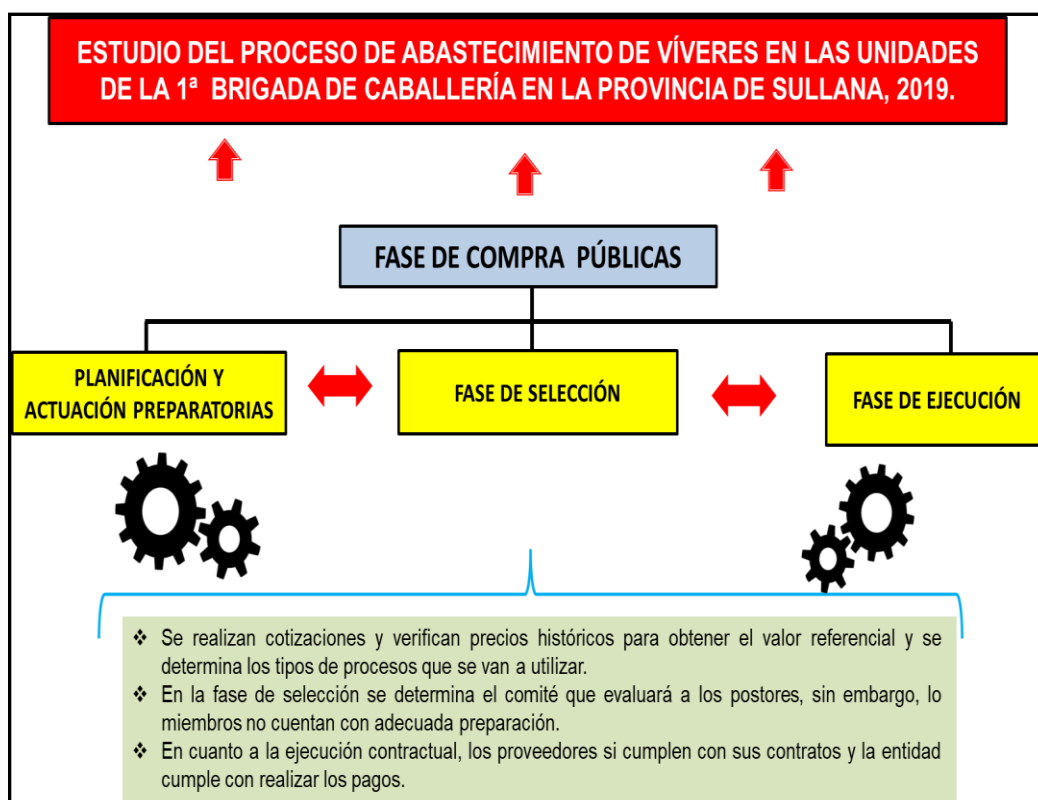 ESTUDIO DEL PROCESO DE ABASTECIMIENTO DE VÍVERES EN LAS UNIDADES
DE LA 1ª BRIGADA DE CABALLERÍA EN LA PROVINCIA DE SULLANA, 2019.
FASE DE COMPRA PÚBLICAS
PLANIFICACIÓN Y
ACTUACIÓN PREPARATORIAS
FASE DE SELECCIÓN
FASE DE EJECUCIÓN
❖ Se realizan cotizaciones y verifican precios históricos para obtener el valor referencial y se
determina los tipos de procesos que se van a utilizar.
❖ En la fase de selección se determina el comité que evaluará a los postores, sin embargo, lo
miembros no cuentan con adecuada preparación.
❖ En cuanto a la ejecución contractual, los proveedores si cumplen con sus contratos y la entidad
cumple con realizar los pagos.